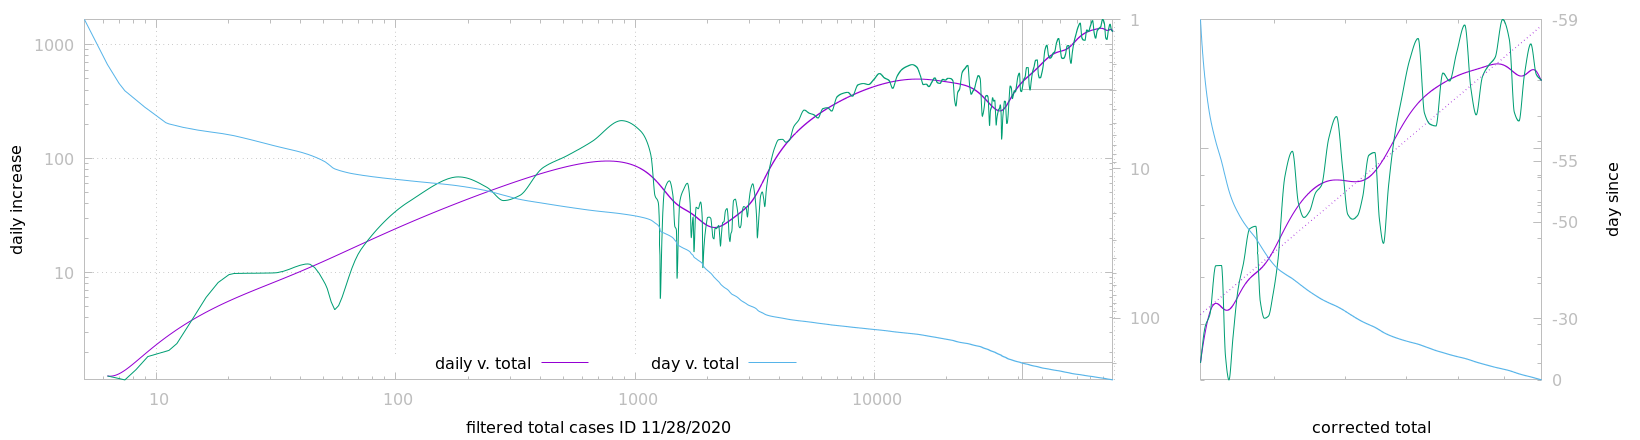 1000
100
10
daily increase
10
100
1000
10000
filtered total cases ID 11/28/2020
daily v. total
day v. total
1
10
100
corrected total
-59
-55
-50
-30
0
day since